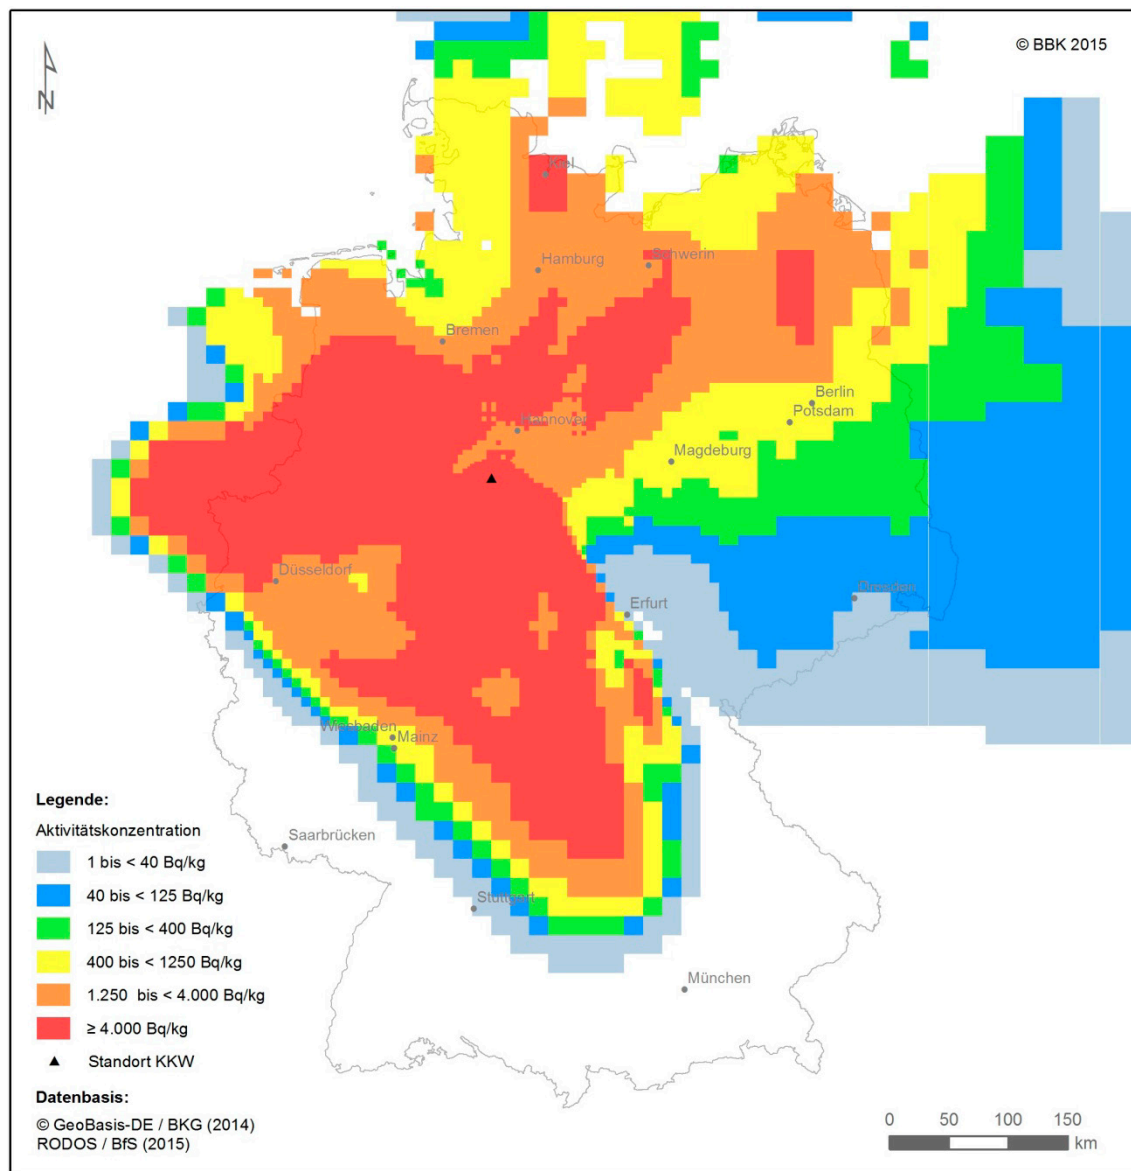 © BBK 2015
N
Kiel
Schwerin
Hamburg
Bremen
Berlin
Potsdam
Hannover
Magdeburg
Düsseldorf
Dresden
Erfurt
Wiesbaden
Mainz
Saarbrücken
Stuttgart
München
Legende:
Aktivitätskonzentration
1 bis < 40 Bq/kg
40 bis < 125 Bq/kg
125 bis < 400 Bq/kg
400 bis < 1250 Bq/kg
1.250 bis < 4.000 Bq/kg
≥ 4.000 Bq/kg
Standort KKW
Datenbasis:
© GeoBasis-DE / BKG (2014)
RODOS / BfS (2015)
0 50 100 150
km